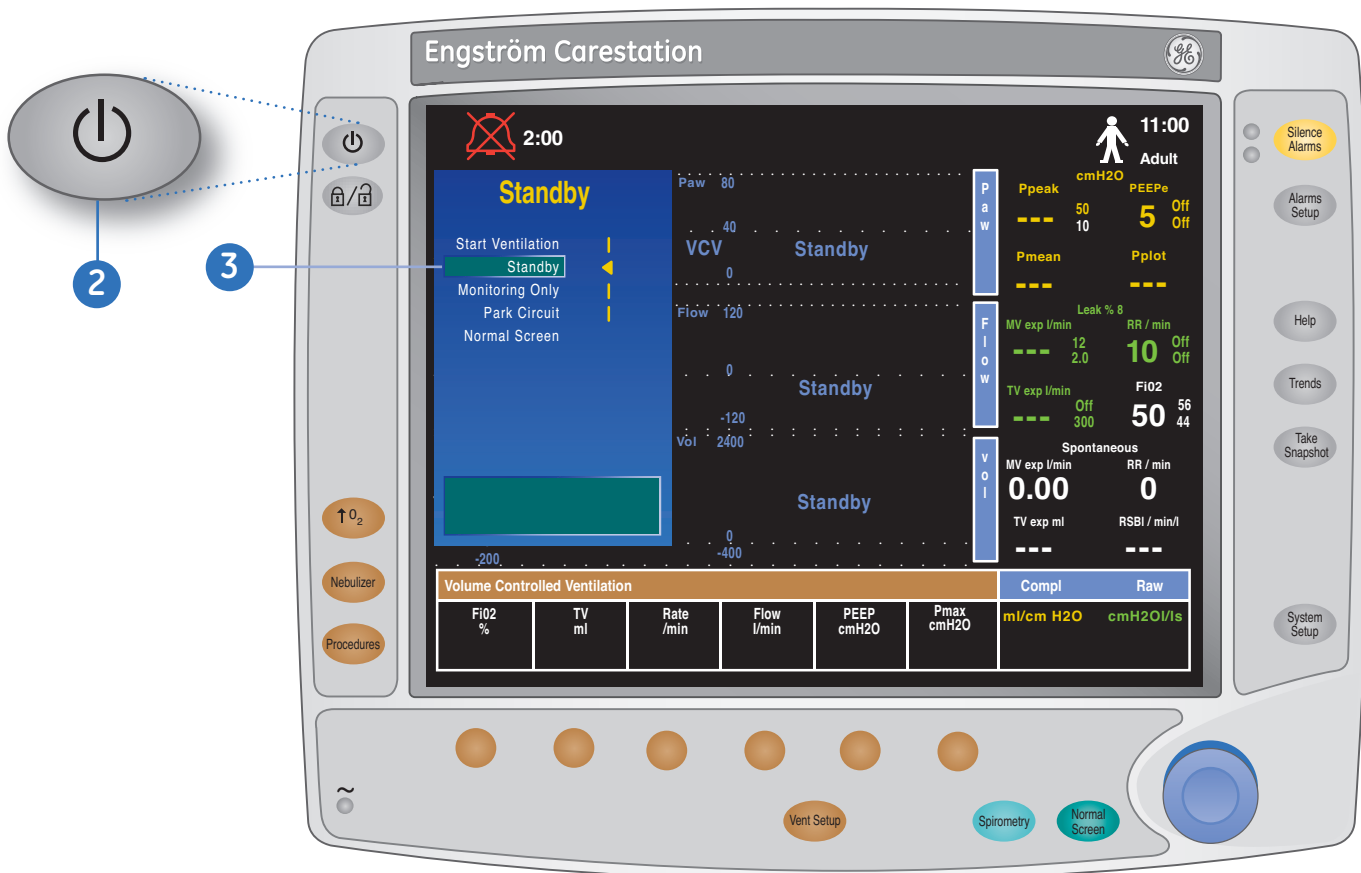 Engström Carestation
GE
2:00
11:00
Adult
Silence
Alarms
Alarms
Setup
Help
Trends
Take
Snapshot
System
Setup
2
3
Standby
Start Ventilation
Standby
Monitoring Only
Park Circuit
Normal Screen
Paw 80
40
VCV Standby
0
Flow 120
0
Standby
-120
Vol 2400
Standby
0
-400
-200
Paw
Flow
vol
cmH2O
Ppeak PEEPe
--- 50 10 5 Off Off
Pmean Pplot
--- ---
Leak % 8
MV exp l/min RR / min
--- 12 2.0 10 Off Off
TV exp l/min Fi02
--- Off 300 50 56 44
Spontaneous
MV exp l/min RR / min
0.00 0
TV exp ml RSBI / min/l
--- ---
↑O₂
Nebulizer
Procedures
Volume Controlled Ventilation Compl Raw
Fi02 % TV ml Rate /min Flow l/min PEEP cmH2O Pmax cmH2O ml/cm H2O cmH2Ol/ls
~
Vent Setup
Spirometry
Normal
Screen